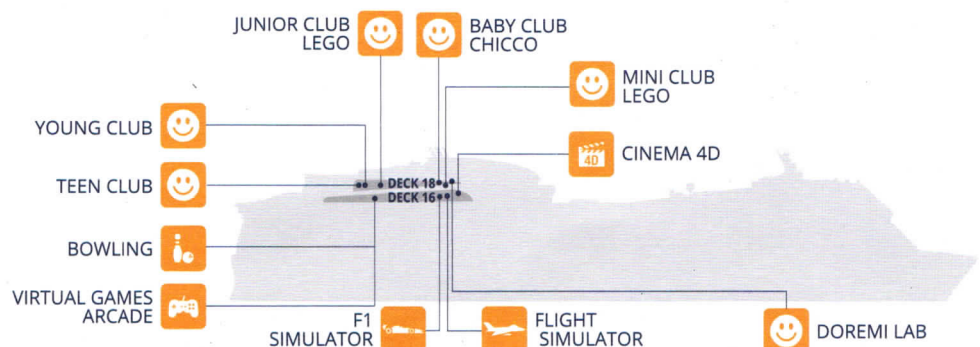 JUNIOR CLUB
LEGO
BABY CLUB
CHICCO
MINI CLUB
LEGO
YOUNG CLUB
4D
CINEMA 4D
TEEN CLUB
DECK 18
DECK 16
BOWLING
VIRTUAL GAMES
ARCADE
F1
SIMULATOR
FLIGHT
SIMULATOR
DOREMI LAB